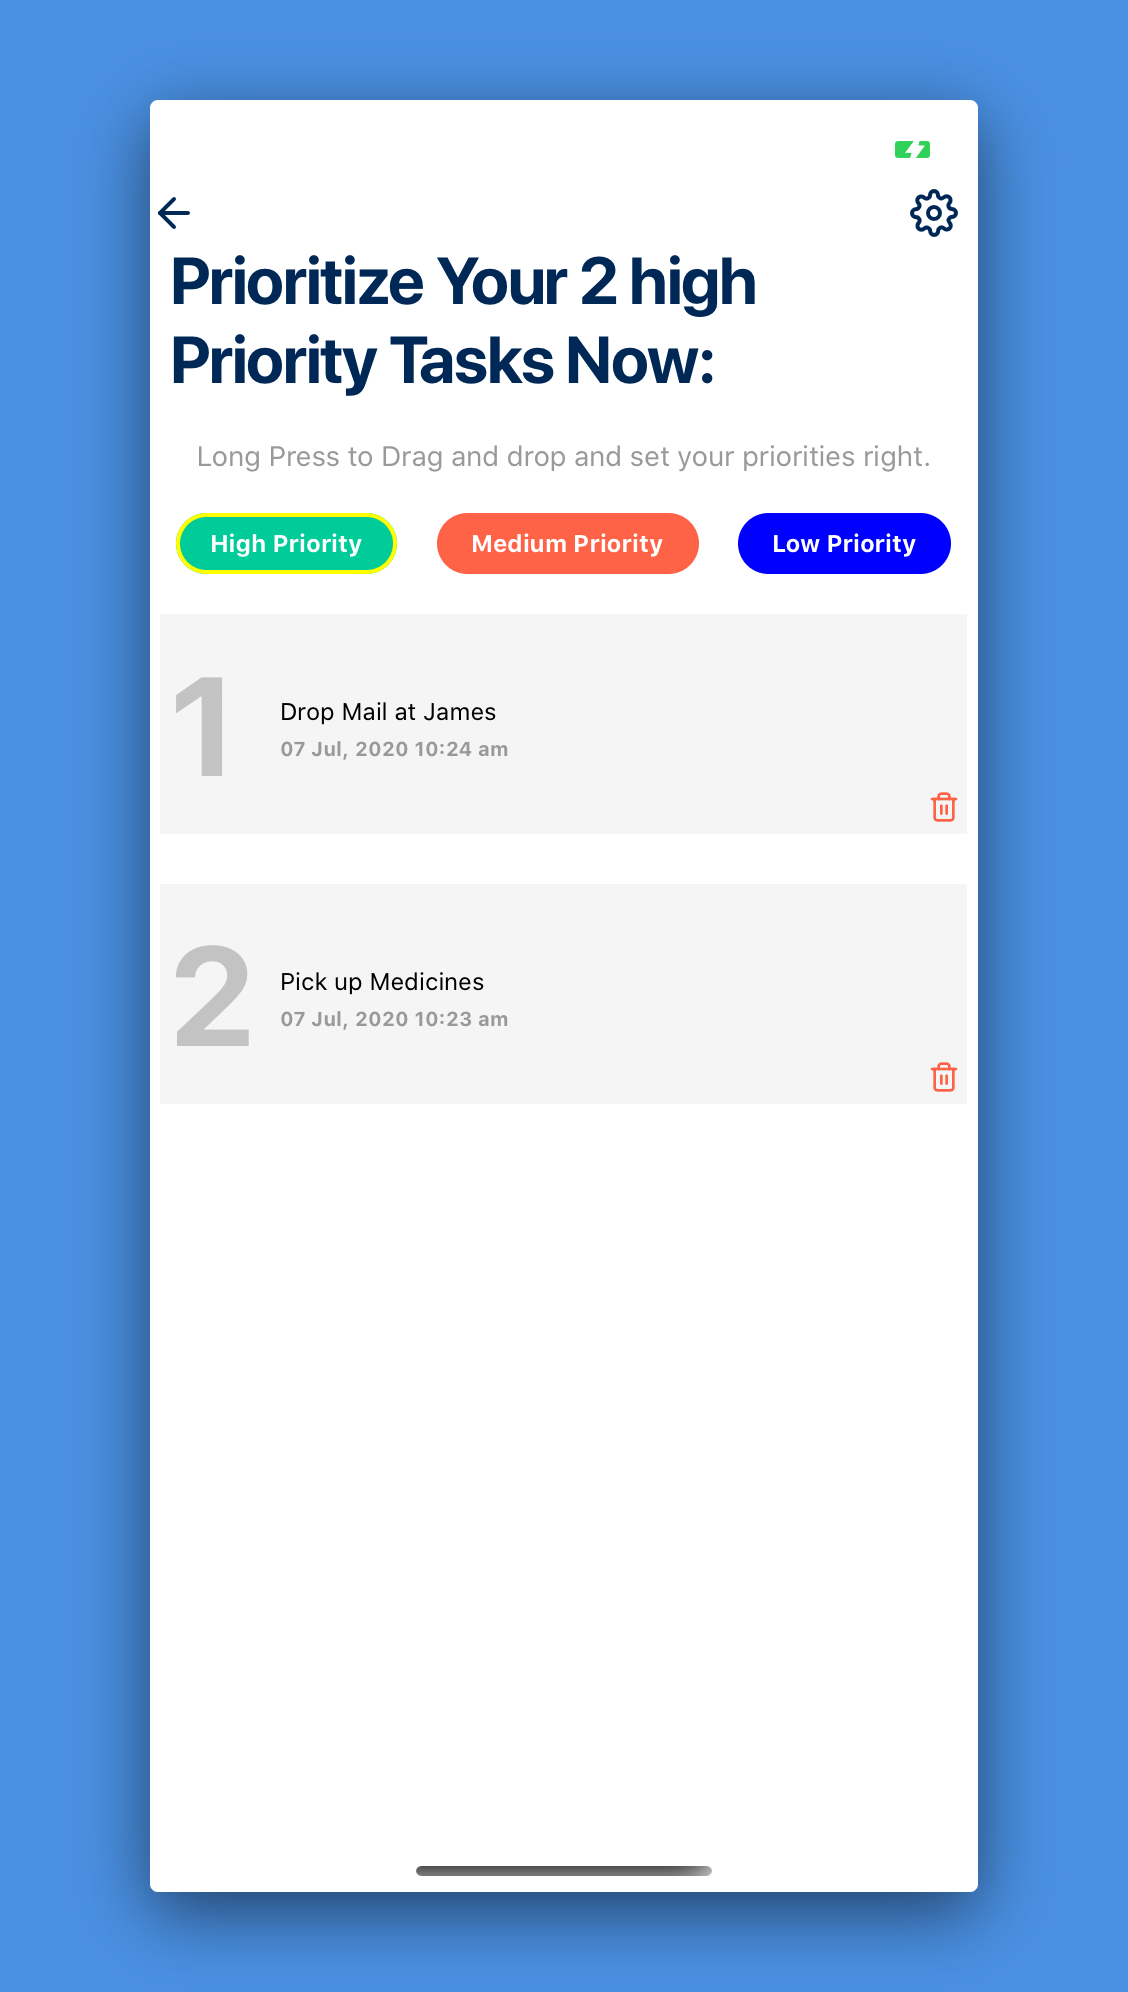 Prioritize Your 2 high
Priority Tasks Now:
Long Press to Drag and drop and set your priorities right.
High Priority
Medium Priority
Low Priority
1
Drop Mail at James
07 Jul, 2020 10:24 am
2
Pick up Medicines
07 Jul, 2020 10:23 am